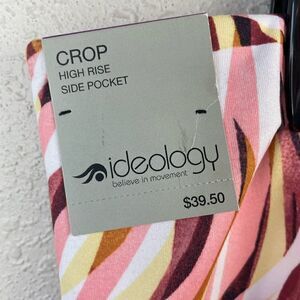 CROP
HIGH RISE
SIDE POCKET
ideology
believe in movement
$39.50